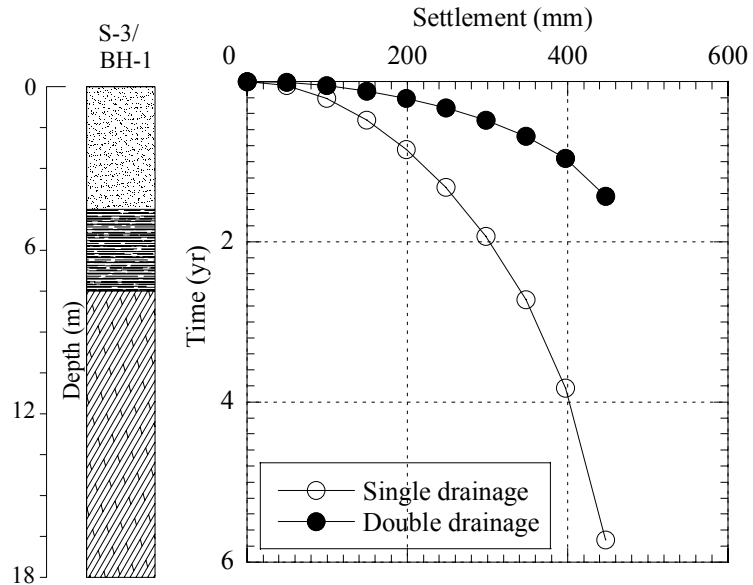 S-3/
BH-1
Settlement (mm)
0 200 400 600
0
6
12
18
Depth (m)
Time (yr)
2
4
6
Single drainage
Double drainage